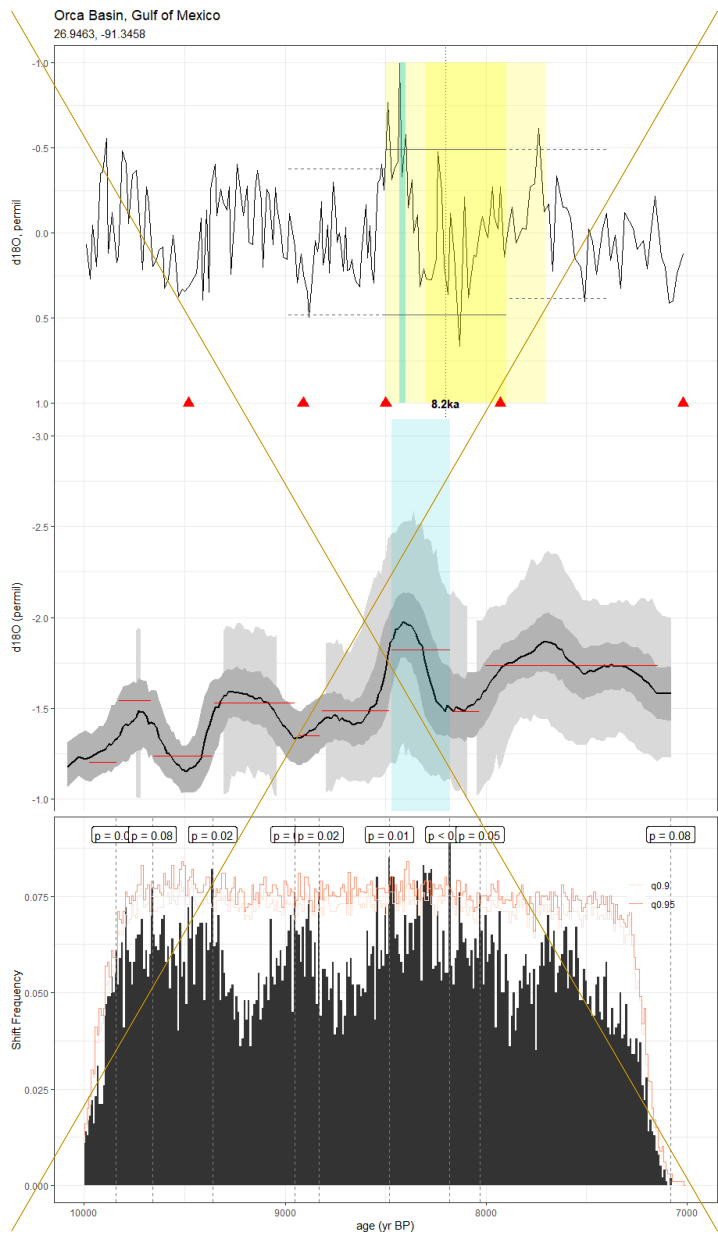 Orca Basin, Gulf of Mexico
26.9463, -91.3458
-1.0
-0.5
0.0
0.5
1.0
d18O, permil
8.2ka
-3.0
-2.5
-2.0
-1.5
-1.0
d18O (permil)
p = 0.0 p = 0.08 p = 0.02 p = 0.02 p = 0.01 p < 0. p = 0.05 p = 0.08
q0.9
q0.95
0.075
0.050
0.025
0.000
Shift Frequency
10000 9000 8000 7000
age (yr BP)